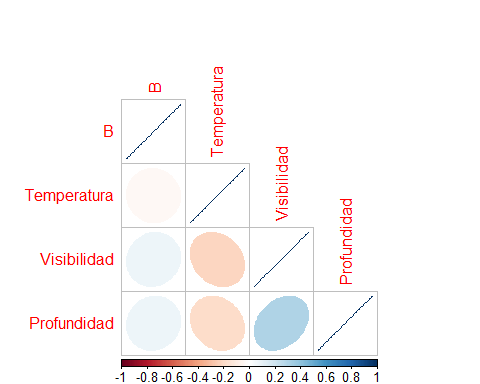 B
Temperatura
Visibilidad
Profundidad
B
Temperatura
Visibilidad
Profundidad
-1 -0.8 -0.6 -0.4 -0.2 0 0.2 0.4 0.6 0.8 1